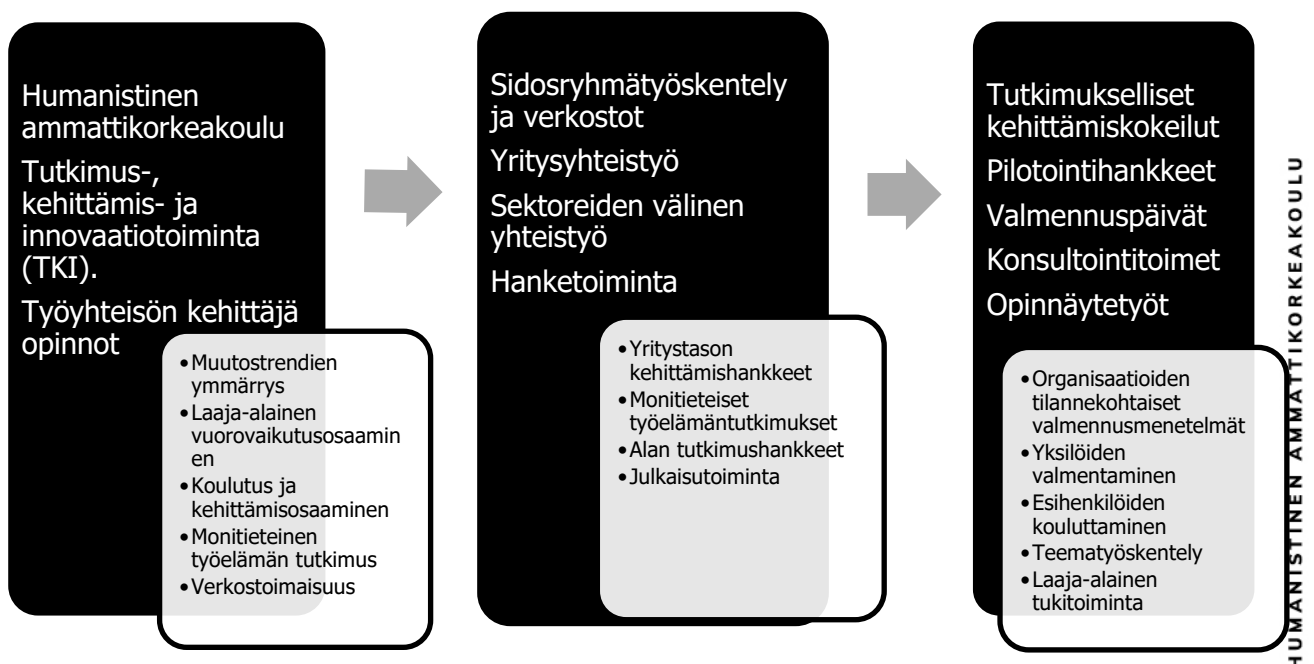 Humanistinen
ammattikorkeakoulu
Tutkimus-,
kehittämis- ja
innovaatiotoiminta
(TKI).
Työyhteisön kehittäjä
opinnot
•Muutostrendien
ymmärrys
•Laaja-alainen
vuorovaikutusosaamin
en
•Koulutus ja
kehittämisosaaminen
•Monitieteinen
työelämän tutkimus
•Verkostoimaisuus
Sidosryhmätyöskentely
ja verkostot
Yritysyhteistyö
Sektoreiden välinen
yhteistyö
Hanketoiminta
•Yritystason
kehittämishankkeet
•Monitieteiset
työelämäntutkimukset
•Alan tutkimushankkeet
•Julkaisutoiminta
Tutkimukselliset
kehittämiskokeilut
Pilotointihankkeet
Valmennuspäivät
Konsultointitoimet
Opinnäytetyöt
•Organisaatioiden
tilannekohtaiset
valmennusmenetelmät
•Yksilöiden
valmentaminen
•Esihenkilöiden
kouluttaminen
•Teematyöskentely
•Laaja-alainen
tukitoiminta
HUMANISTINEN AMMATTIKORKEAKOULU